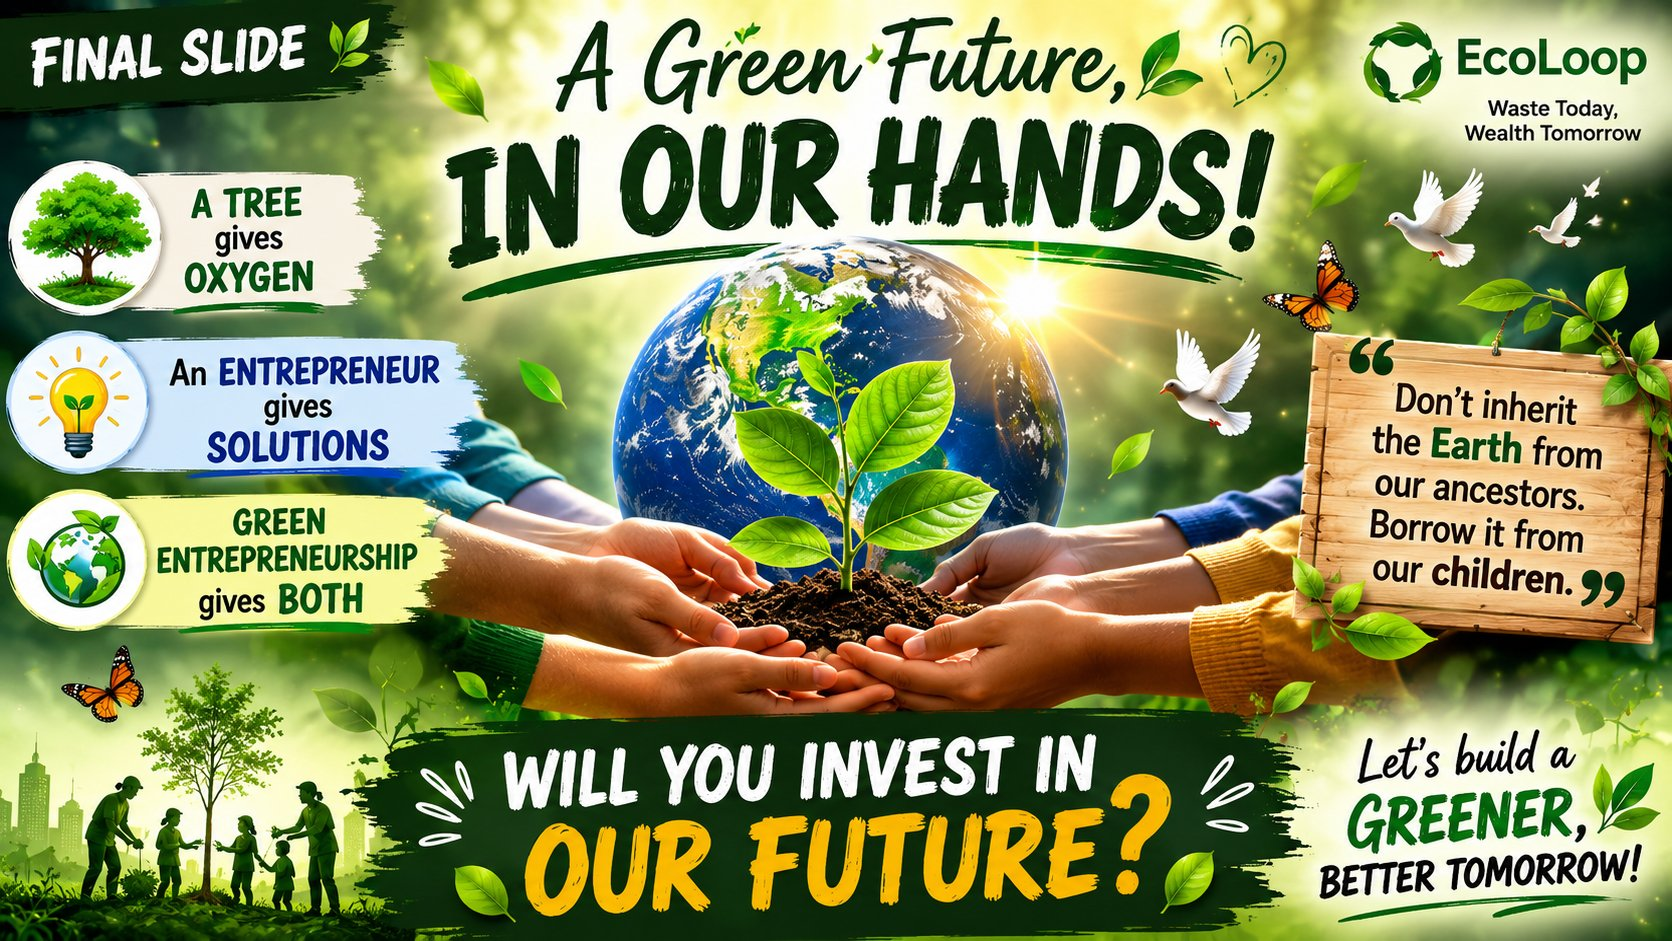 FINAL SLIDE
A Green Future,
IN OUR HANDS!
EcoLoop
Waste Today,
Wealth Tomorrow
A TREE
gives
OXYGEN
An ENTREPRENEUR
gives
SOLUTIONS
GREEN
ENTREPRENEURSHIP
gives BOTH
“Don't inherit
the Earth from
our ancestors.
Borrow it from
our children.”
WILL YOU INVEST IN
OUR FUTURE?
Let's build a
GREENER,
BETTER TOMORROW!